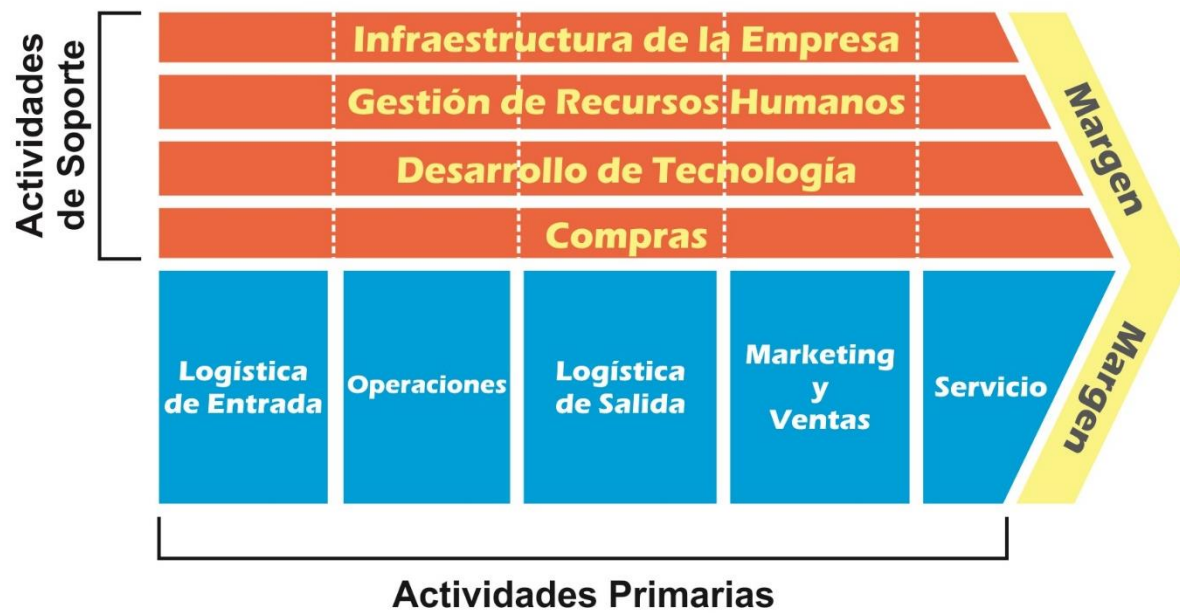 Actividades
de Soporte
Infraestructura de la Empresa
Gestión de Recursos Humanos
Desarrollo de Tecnología
Compras
Margen
Margen
Logística
de Entrada
Operaciones
Logística
de Salida
Marketing
y
Ventas
Servicio
Actividades Primarias